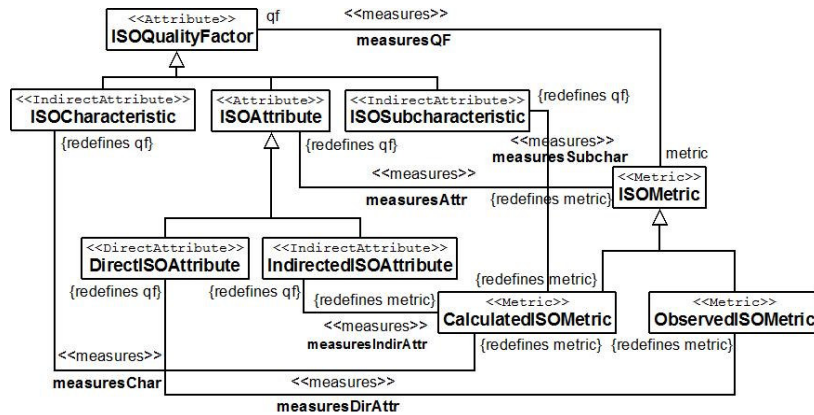 <<Attribute>>
ISOQualityFactor
qf
<<measures>>
measuresQF
<<IndirectAttribute>>
ISOCharacteristic
{redefines qf}
<<Attribute>>
ISOAttribute
{redefines qf}
<<IndirectAttribute>>
ISOSubcharacteristic
{redefines qf}
<<measures>>
measuresSubchar
metric
<<Metric>>
ISOMetric
<<measures>>
measuresAttr
{redefines metric}
<<DirectAttribute>>
DirectISOAttribute
{redefines qf}
<<IndirectAttribute>>
IndirectedISOAttribute
{redefines qf}
{redefines metric}
{redefines metric}
<<Metric>>
CalculatedISOMetric
{redefines metric}
<<Metric>>
ObservedISOMetric
{redefines metric}
<<measures>>
measuresIndirAttr
<<measures>>
measuresChar
<<measures>>
measuresDirAttr